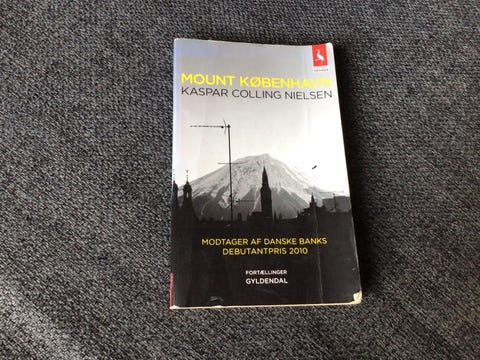 MOUNT KØBENHAVN
KASPAR COLLING NIELSEN
MODTAGER AF DANSKE BANKS
DEBUTANTPRIS 2010
FORTÆLLINGER
GYLDENDAL